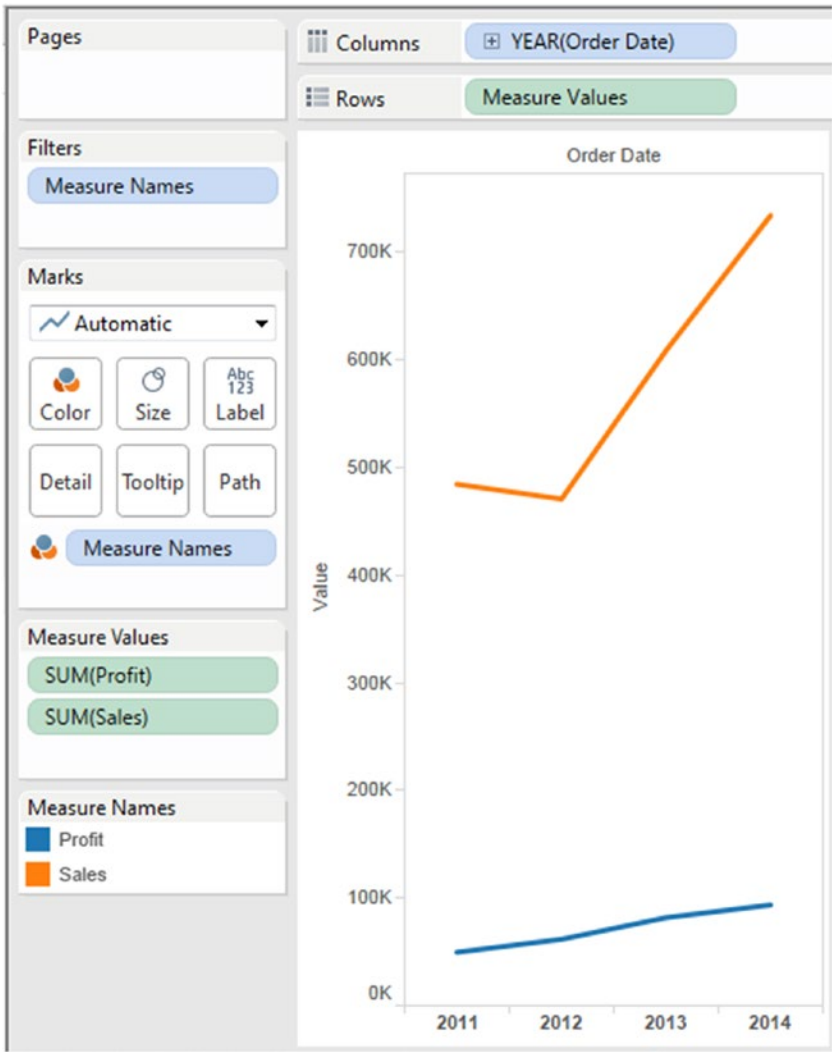 Pages
Filters
Measure Names
Marks
Automatic
Color
Size
Abc
123
Label
Detail
Tooltip
Path
Measure Names
Measure Values
SUM(Profit)
SUM(Sales)
Measure Names
Profit
Sales
Columns
YEAR(Order Date)
Rows
Measure Values
Order Date
Value
700K
600K
500K
400K
300K
200K
100K
0K
2011 2012 2013 2014